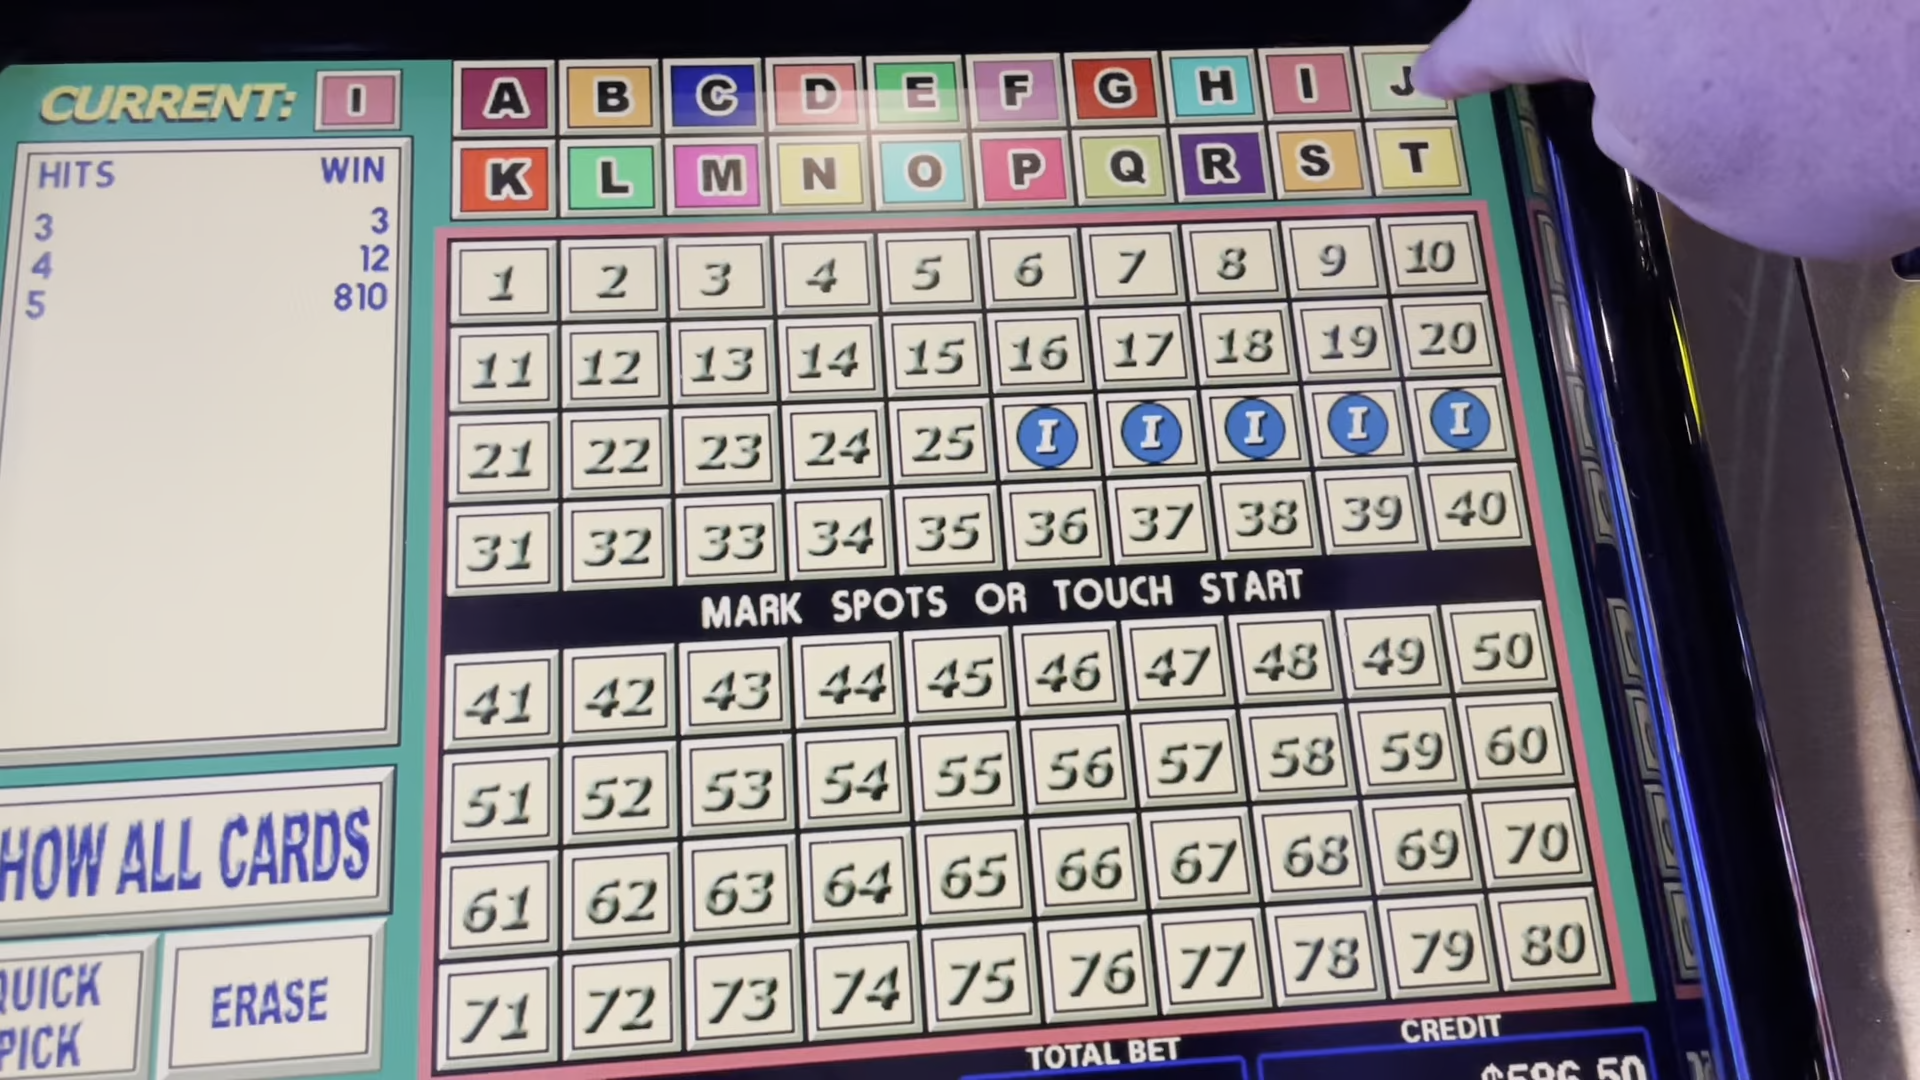 CURRENT: I
A B C D E F G H I J
K L M N O P Q R S T
HITS WIN
3 3
4 12
5 810
1 2 3 4 5 6 7 8 9 10
11 12 13 14 15 16 17 18 19 20
21 22 23 24 25 I I I I I
31 32 33 34 35 36 37 38 39 40
MARK SPOTS OR TOUCH START
41 42 43 44 45 46 47 48 49 50
51 52 53 54 55 56 57 58 59 60
61 62 63 64 65 66 67 68 69 70
71 72 73 74 75 76 77 78 79 80
HOW ALL CARDS
QUICK
PICK
ERASE
TOTAL BET
CREDIT
$596.50